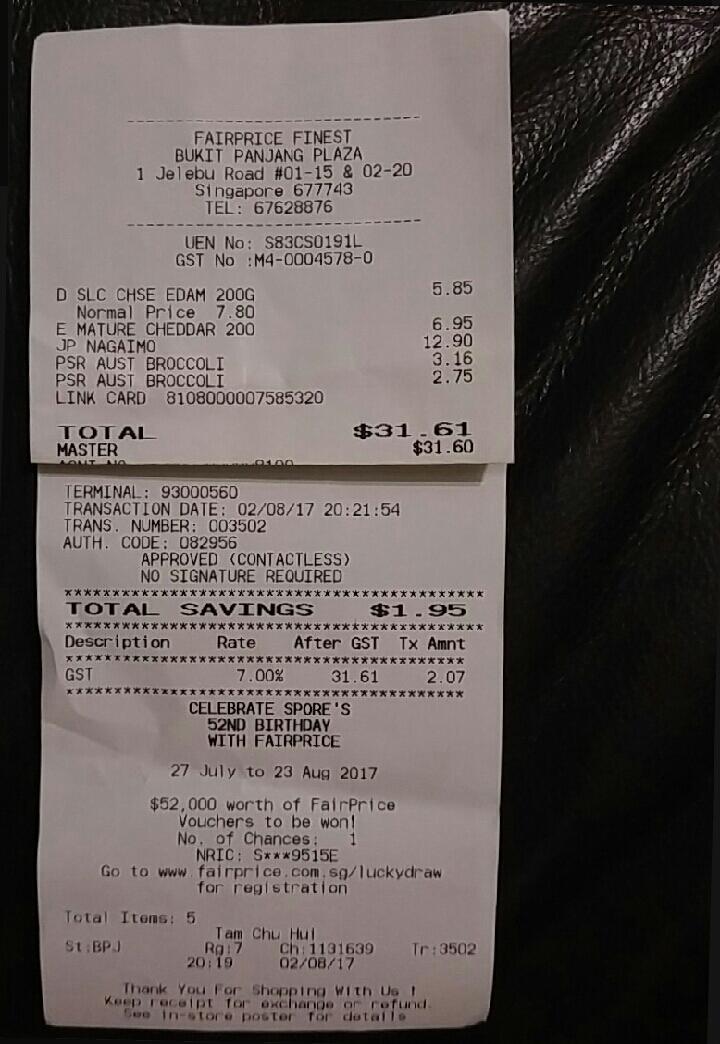 FAIRPRICE FINEST
BUKIT PANJANG PLAZA
1 Jelebu Road #01-15 & 02-20
Singapore 677743
TEL: 67628876
UEN No: S83CS0191L
GST No :M4-0004578-0
D SLC CHSE EDAM 200G 5.85
Normal Price 7.80
E MATURE CHEDDAR 200 6.95
JP NAGAIMO 12.90
PSR AUST BROCCOLI 3.16
PSR AUST BROCCOLI 2.75
LINK CARD 8108000007585320
TOTAL $31.61
MASTER $31.60
TERMINAL: 93000560
TRANSACTION DATE: 02/08/17 20:21:54
TRANS. NUMBER: 003502
AUTH. CODE: 082956
APPROVED (CONTACTLESS)
NO SIGNATURE REQUIRED
****************************************
TOTAL SAVINGS $1.95
****************************************
Description Rate After GST Tx Amnt
****************************************
GST 7.00% 31.61 2.07
****************************************
CELEBRATE SPORE'S
52ND BIRTHDAY
WITH FAIRPRICE
27 July to 23 Aug 2017
$52,000 worth of FairPrice
Vouchers to be won!
No. of Chances: 1
NRIC: S***9515E
Go to www.fairprice.com.sg/luckydraw
for registration
Total Items: 5
Tam Chu Hui
St:BPJ Rg:7 Ch:1131639 Tr:3502
20:19 02/08/17
Thank You For Shopping With Us !
Keep receipt for exchange or refund.
See in-store poster for details